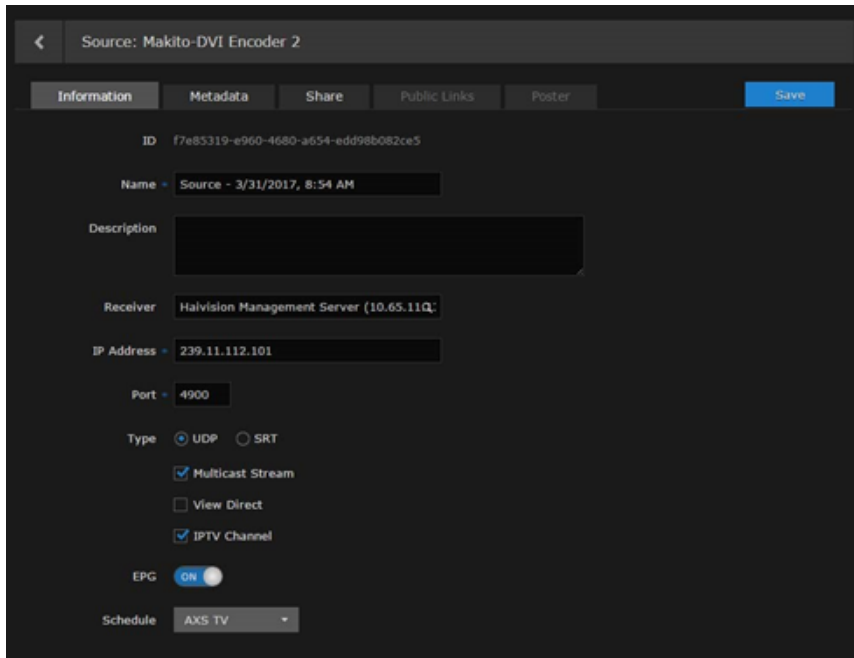 Source: Makito-DVI Encoder 2
Information Metadata Share Public Links Poster Save
ID f7e85319-e960-4680-a654-edd98b082ce5
Name Source - 3/31/2017, 8:54 AM
Description
Receiver Haivision Management Server (10.65.11
IP Address 239.11.112.101
Port 4900
Type UDP SRT
Multicast Stream
View Direct
IPTV Channel
EPG ON
Schedule AXS TV